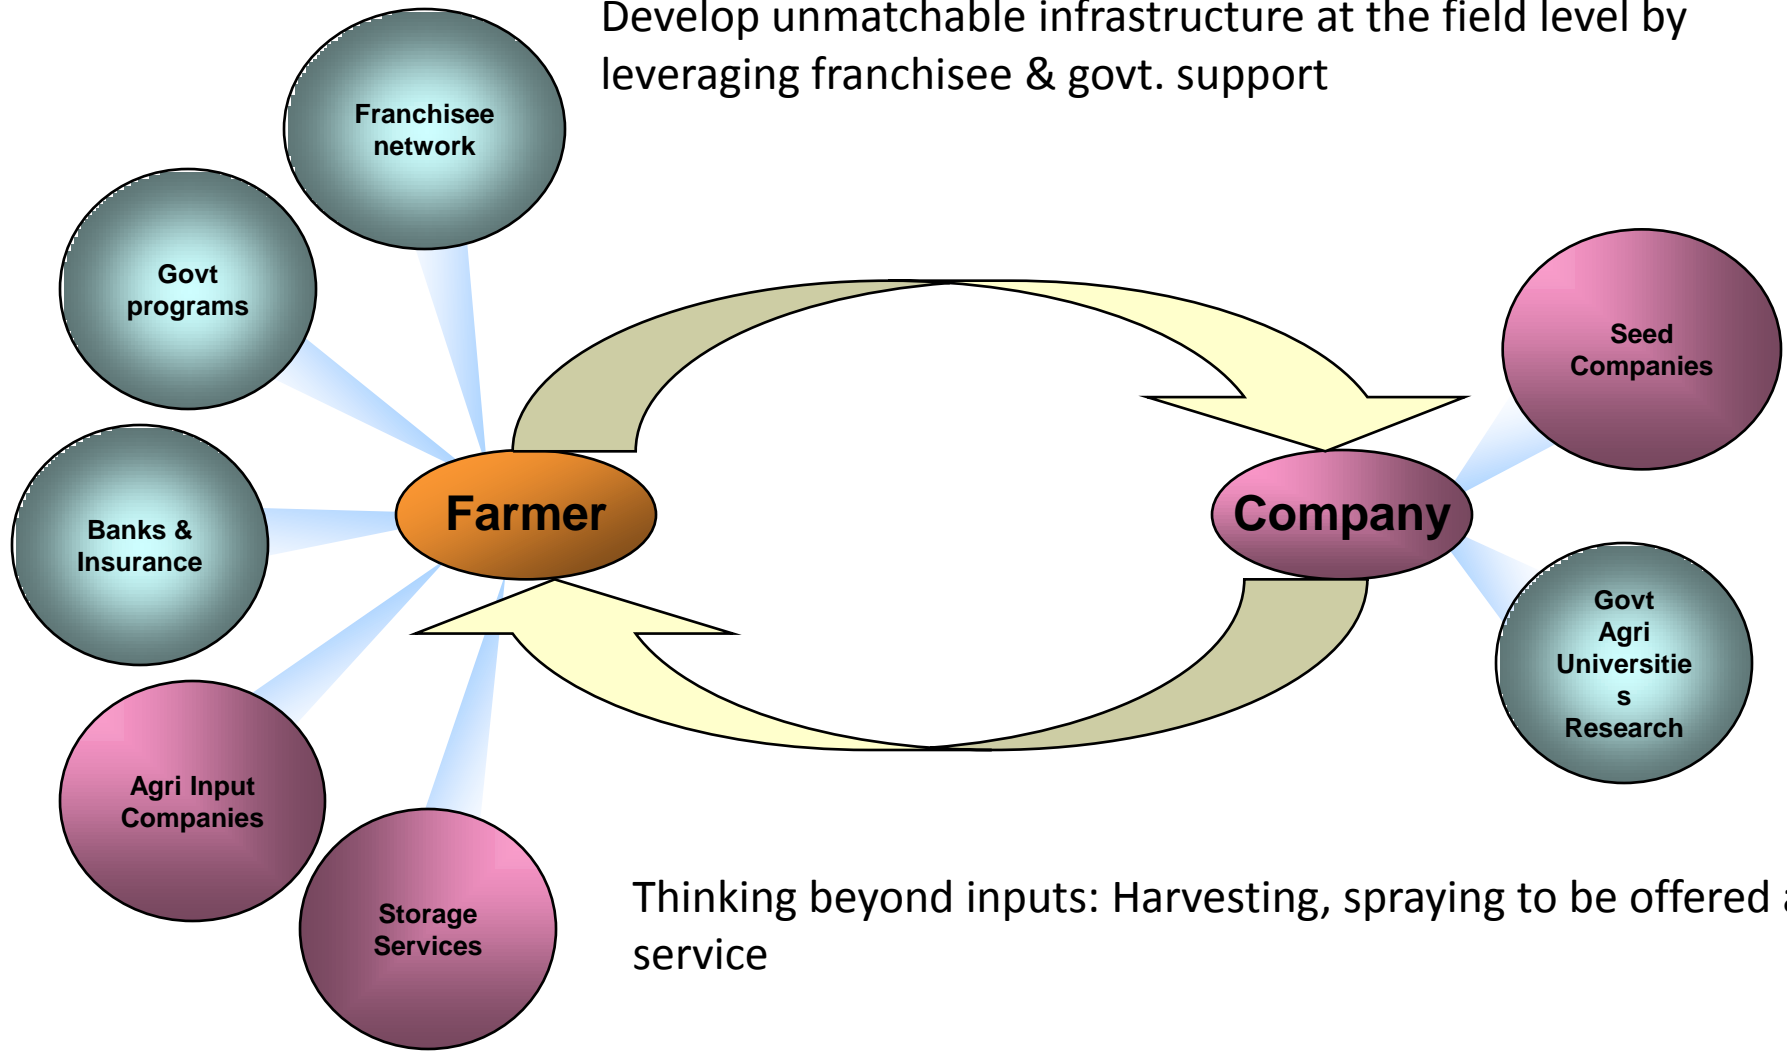 Develop unmatchable infrastructure at the field level by
leveraging franchisee & govt. support
Franchisee
network
Govt
programs
Seed
Companies
Banks &
Insurance
Farmer
Company
Govt
Agri
Universitie
s
Research
Agri Input
Companies
Storage
Services
Thinking beyond inputs: Harvesting, spraying to be offered
service